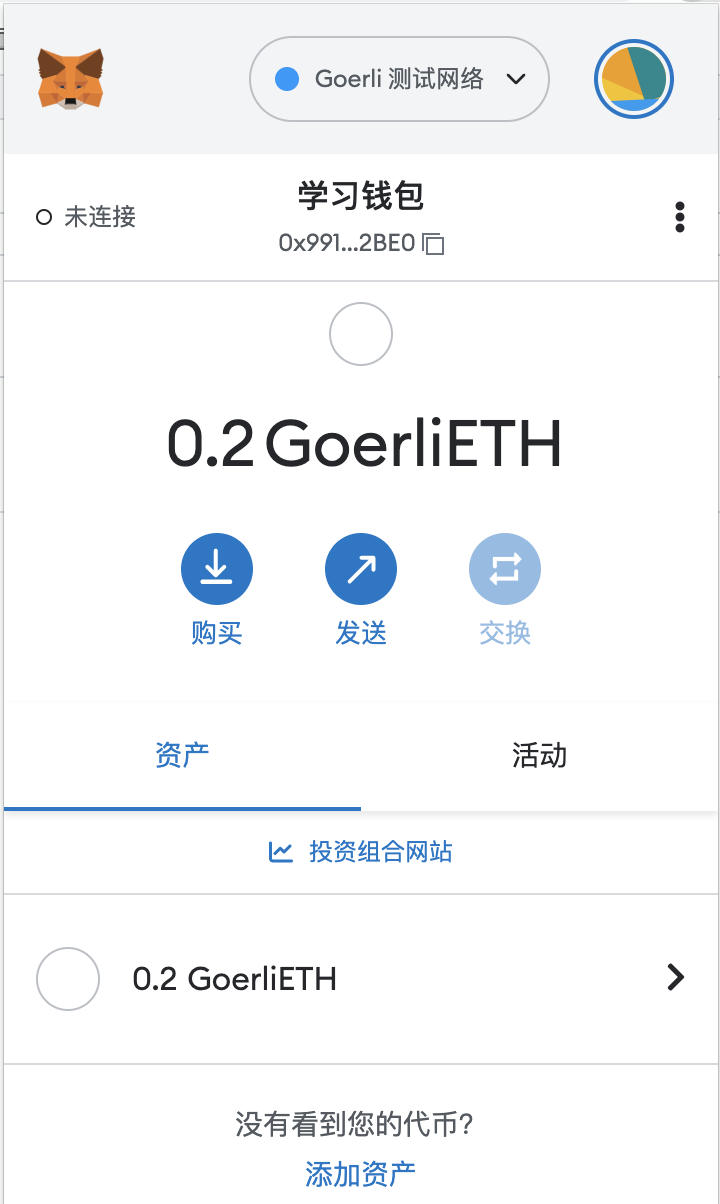 Goerli 测试网络
未连接
学习钱包
0x991...2BE0
0.2 GoerliETH
购买
发送
交换
资产
活动
投资组合网站
0.2 GoerliETH
没有看到您的代币?
添加资产